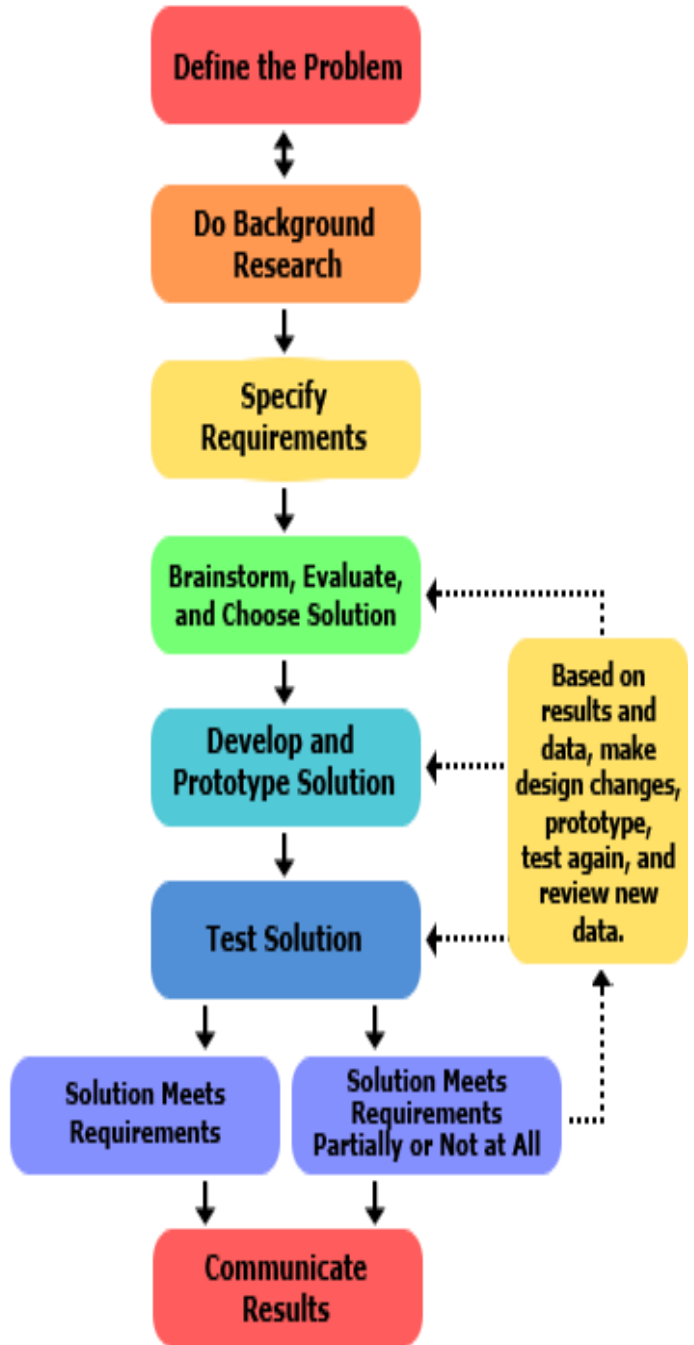 Define the Problem
Do Background
Research
Specify
Requirements
Brainstorm, Evaluate,
and Choose Solution
Develop and
Prototype Solution
Based on
results and
data, make
design changes,
prototype,
test again, and
review new
data.
Test Solution
Solution Meets
Requirements
Solution Meets
Requirements
Partially or Not at All
Communicate
Results